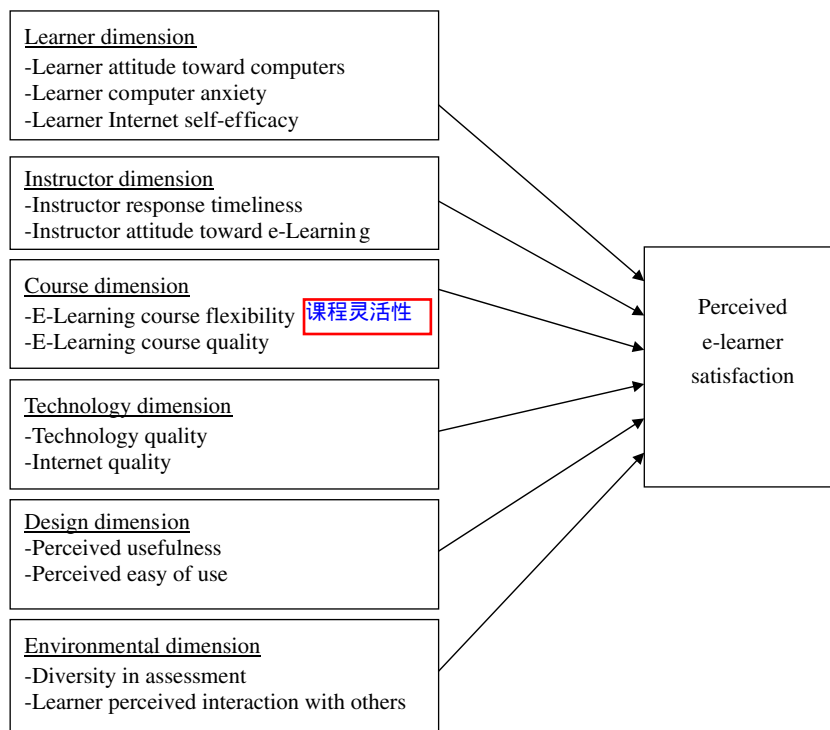 Learner dimension
-Learner attitude toward computers
-Learner computer anxiety
-Learner Internet self-efficacy
Instructor dimension
-Instructor response timeliness
-Instructor attitude toward e-Learning
Course dimension
-E-Learning course flexibility 课程灵活性
-E-Learning course quality
Technology dimension
-Technology quality
-Internet quality
Design dimension
-Perceived usefulness
-Perceived easy of use
Environmental dimension
-Diversity in assessment
-Learner perceived interaction with others
Perceived
e-learner
satisfaction